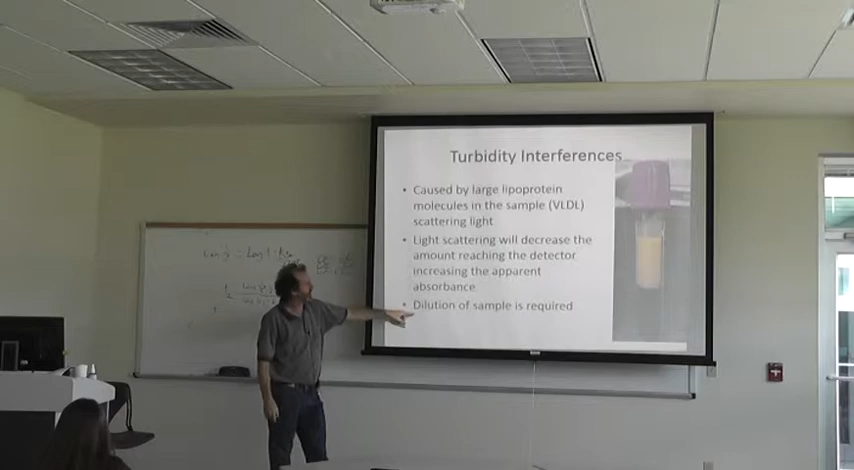 Turbidity Interferences
• Caused by large lipoprotein
molecules in the sample (VLDL)
scattering light
• Light scattering will decrease the
amount reaching the detector
increasing the apparent
absorbance
• Dilution of sample is required